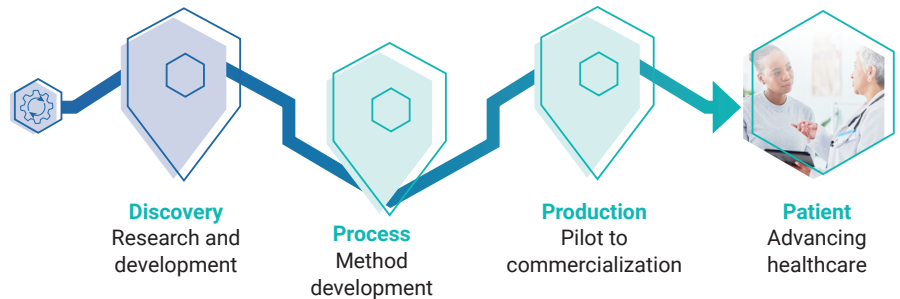 Discovery
Research and
development
Process
Method
development
Production
Pilot to
commercialization
Patient
Advancing
healthcare